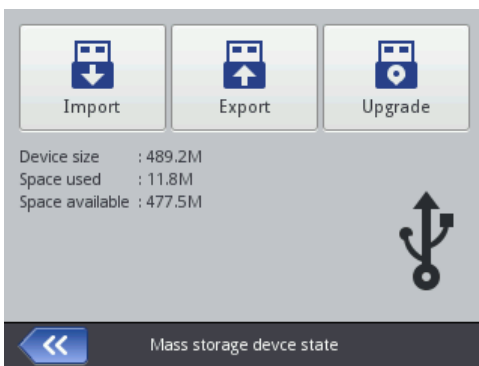 Import Export Upgrade
Device size : 489.2M
Space used : 11.8M
Space available : 477.5M
Mass storage devce state